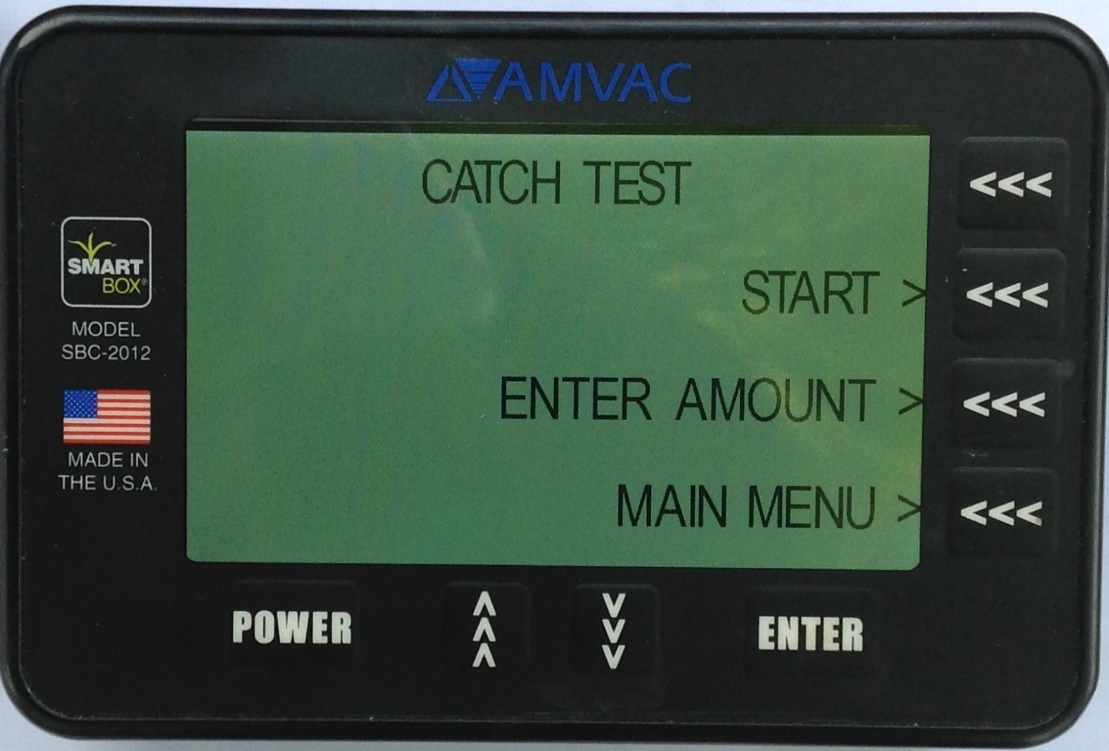 AMVAC
CATCH TEST
<<<
START > <<<
ENTER AMOUNT > <<<
MAIN MENU > <<<
SMART
BOX®
MODEL
SBC-2012
MADE IN
THE U.S.A.
POWER
ENTER